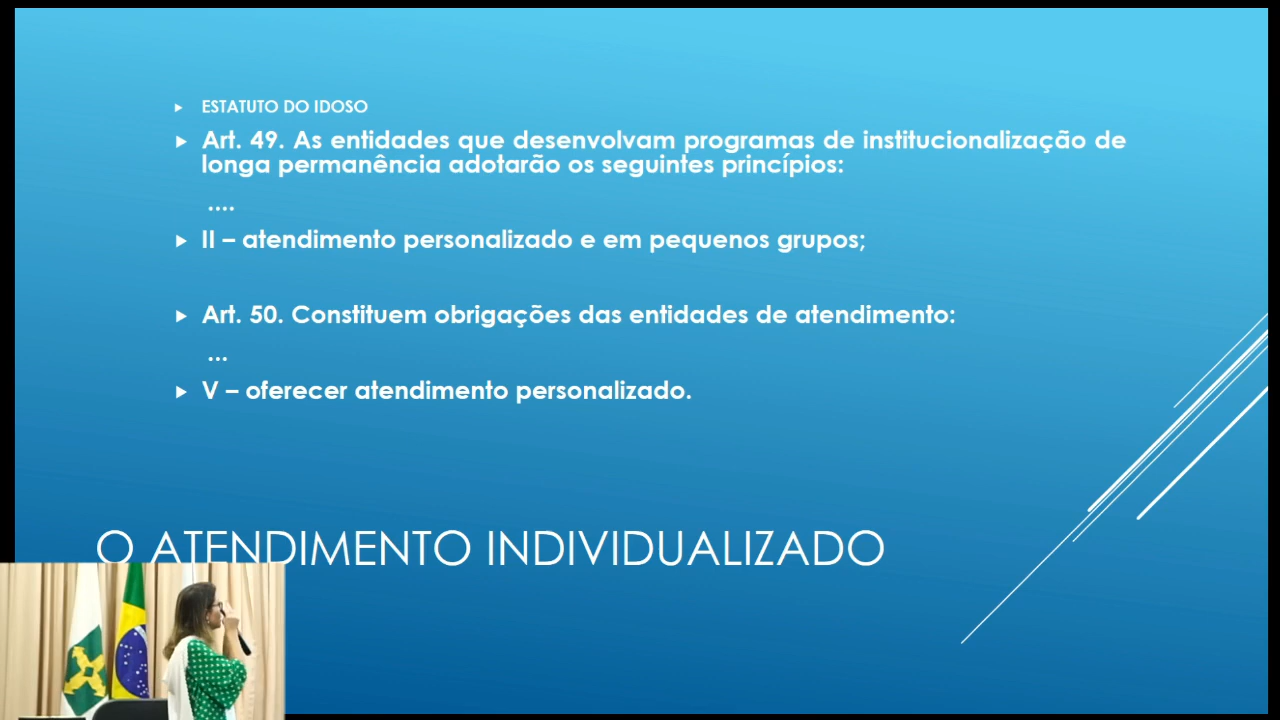 ESTATUTO DO IDOSO
Art. 49. As entidades que desenvolvam programas de institucionalização de
longa permanência adotarão os seguintes princípios:
....
II – atendimento personalizado e em pequenos grupos;
Art. 50. Constituem obrigações das entidades de atendimento:
...
V – oferecer atendimento personalizado.
O ATENDIMENTO INDIVIDUALIZADO